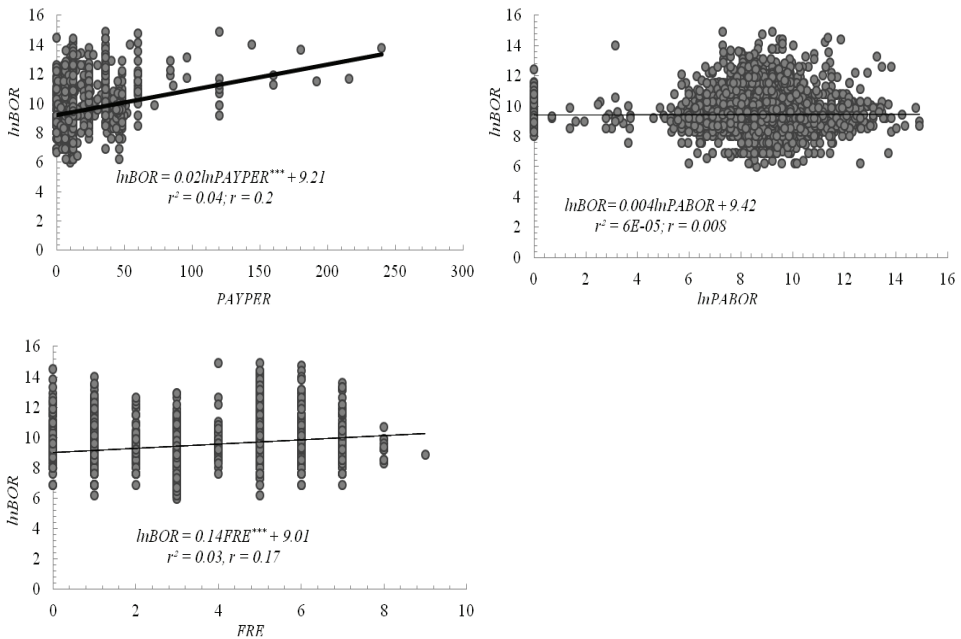 16
14
12
10
8
6
4
2
0
lnBOR
lnBOR = 0.02lnPAYPER*** + 9.21
r² = 0.04; r = 0.2
0 50 100 150 200 250 300
PAYPER
16
14
12
10
8
6
4
2
0
lnBOR
lnBOR = 0.004lnPABOR + 9.42
r² = 6E-05; r = 0.008
0 2 4 6 8 10 12 14 16
lnPABOR
16
14
12
10
8
6
4
2
0
lnBOR
lnBOR = 0.14FRE*** + 9.01
r² = 0.03, r = 0.17
0 2 4 6 8 10
FRE